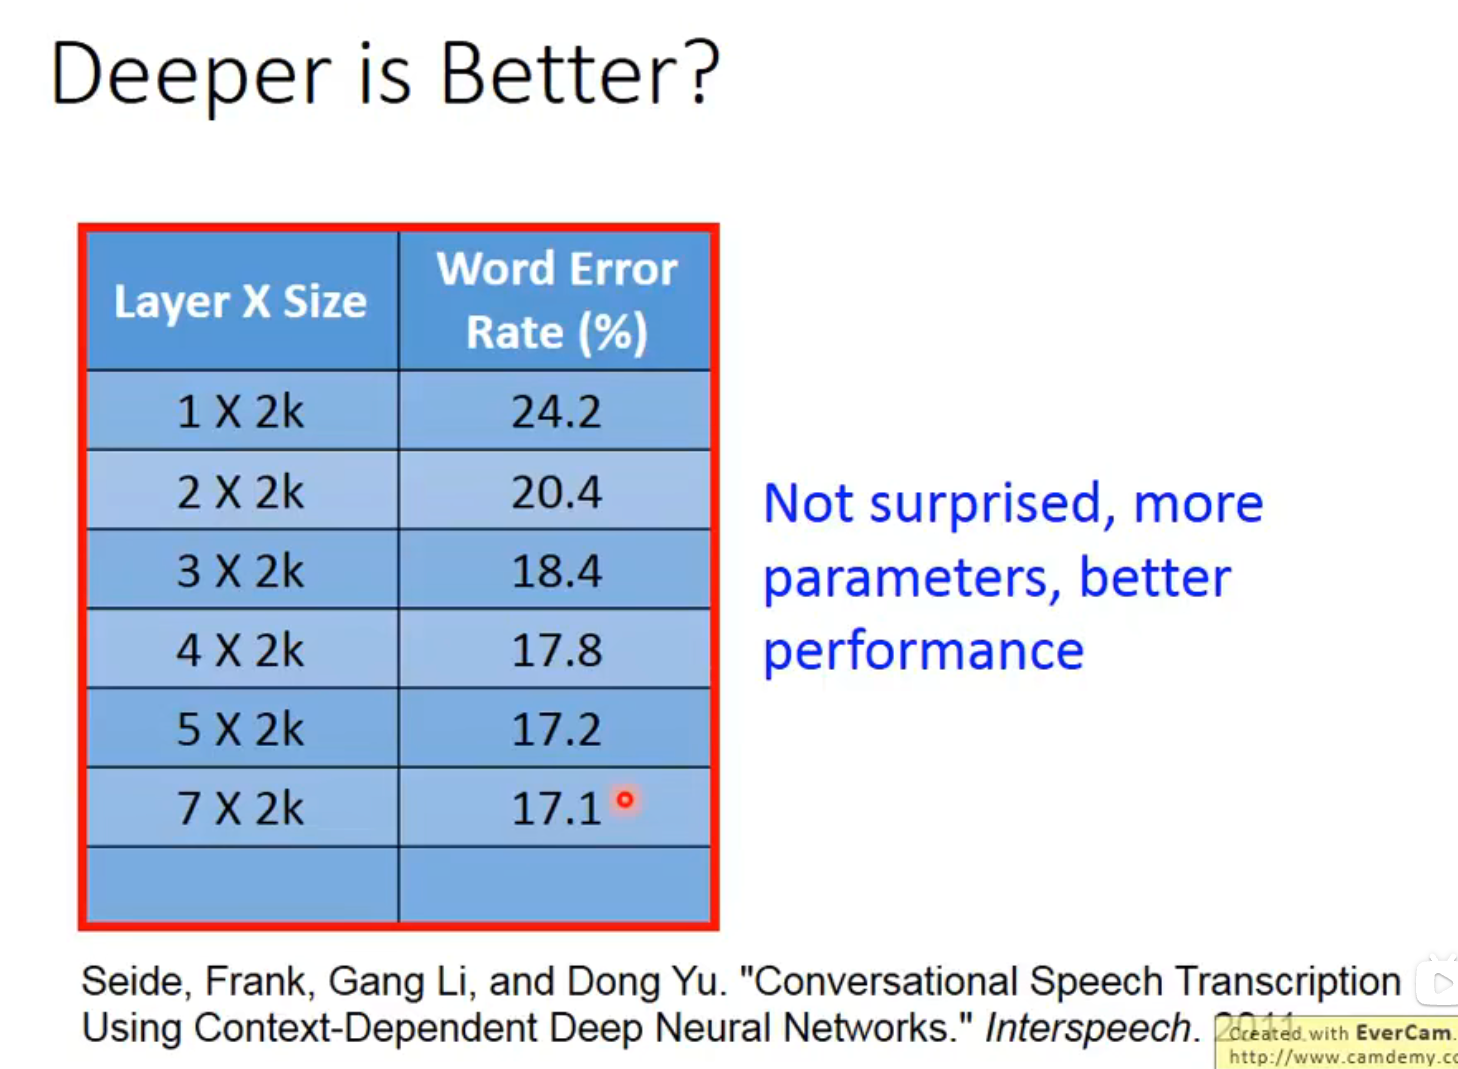 Deeper is Better?
Layer X Size
Word Error
Rate (%)
1 X 2k
24.2
2 X 2k
20.4
3 X 2k
18.4
4 X 2k
17.8
5 X 2k
17.2
7 X 2k
17.1
Not surprised, more
parameters, better
performance
Seide, Frank, Gang Li, and Dong Yu. "Conversational Speech Transcription
Using Context-Dependent Deep Neural Networks." Interspeech. 2011.
Created with EverCam.
http://www.camdemy.co